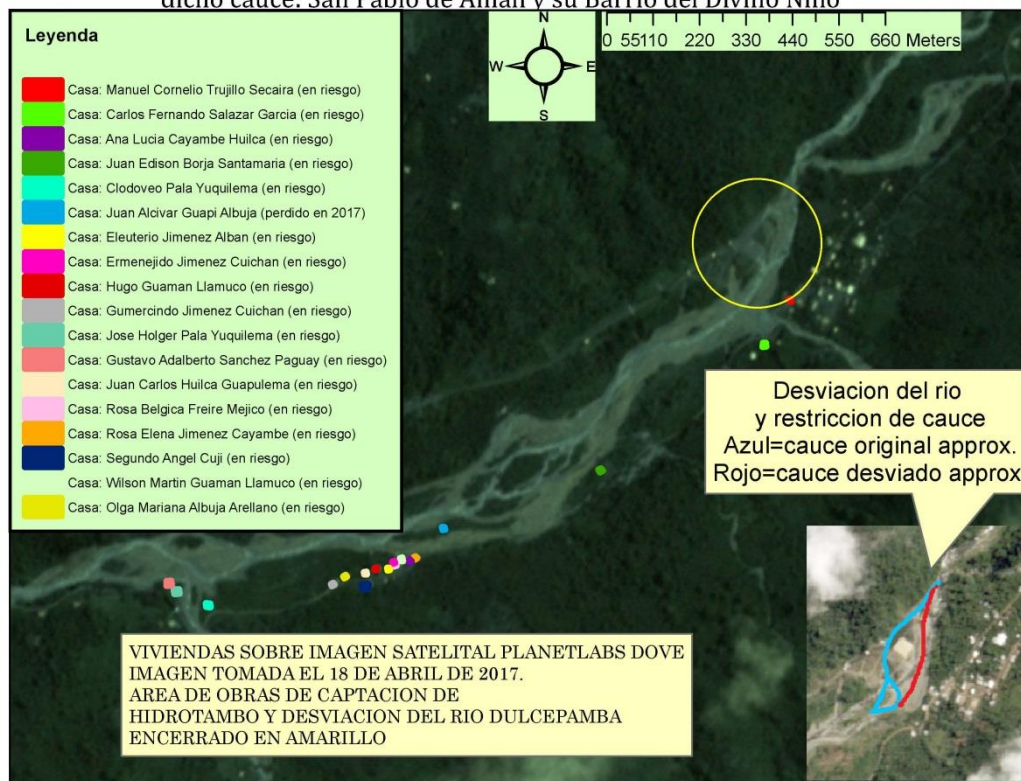 dicho cauce: San Pablo de Amalí y su Barrio del Divino Niño
Leyenda
Casa: Manuel Cornelio Trujillo Secaira (en riesgo)
Casa: Carlos Fernando Salazar Garcia (en riesgo)
Casa: Ana Lucia Cayambe Huilca (en riesgo)
Casa: Juan Edison Borja Santamaria (en riesgo)
Casa: Clodoveo Pala Yuquilema (en riesgo)
Casa: Juan Alcivar Guapi Albuja (perdido en 2017)
Casa: Eleuterio Jimenez Alban (en riesgo)
Casa: Ermenejido Jimenez Cuichan (en riesgo)
Casa: Hugo Guaman Llamuco (en riesgo)
Casa: Gumercindo Jimenez Cuichan (en riesgo)
Casa: Jose Holger Pala Yuquilema (en riesgo)
Casa: Gustavo Adalberto Sanchez Paguay (en riesgo)
Casa: Juan Carlos Huilca Guapulema (en riesgo)
Casa: Rosa Belgica Freire Mejico (en riesgo)
Casa: Rosa Elena Jimenez Cayambe (en riesgo)
Casa: Segundo Angel Cuji (en riesgo)
Casa: Wilson Martin Guaman Llamuco (en riesgo)
Casa: Olga Mariana Albuja Arellano (en riesgo)
N
W E
S
0 55110 220 330 440 550 660 Meters
Desviacion del rio
y restriccion de cauce
Azul=cauce original approx.
Rojo=cauce desviado approx
VIVIENDAS SOBRE IMAGEN SATELITAL PLANETLABS DOVE
IMAGEN TOMADA EL 18 DE ABRIL DE 2017.
AREA DE OBRAS DE CAPTACION DE
HIDROTAMBO Y DESVIACION DEL RIO DULCEPAMBA
ENCERRADO EN AMARILLO